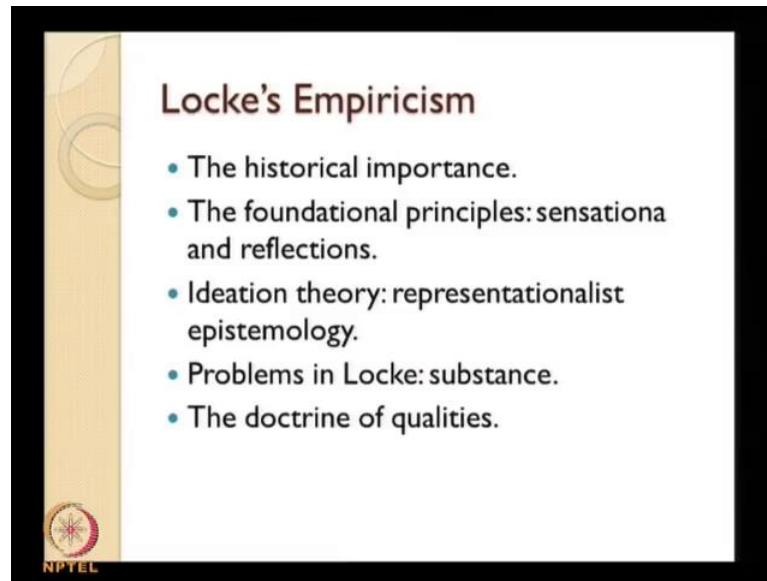 Locke's Empiricism
• The historical importance.
• The foundational principles: sensationa
and reflections.
• Ideation theory: representationalist
epistemology.
• Problems in Locke: substance.
• The doctrine of qualities.
NPTEL